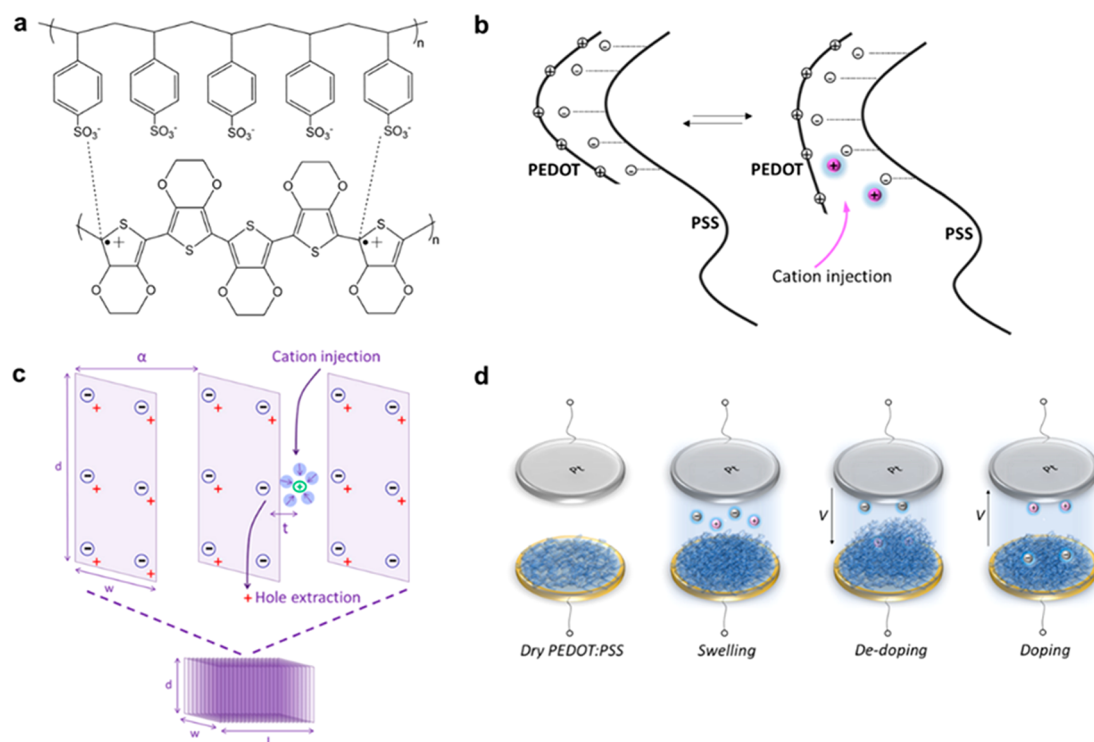 a
n
SO₃⁻ SO₃⁻ SO₃⁻ SO₃⁻ SO₃⁻
O O O O
S S S S S
n
O O O O O O
b
PEDOT
PSS
PEDOT
PSS
Cation injection
c
Cation injection
α
d
t
w
+ Hole extraction
d
w
d
Pt
Pt
Pt
Pt
V
V
Dry PEDOT:PSS
Swelling
De-doping
Doping